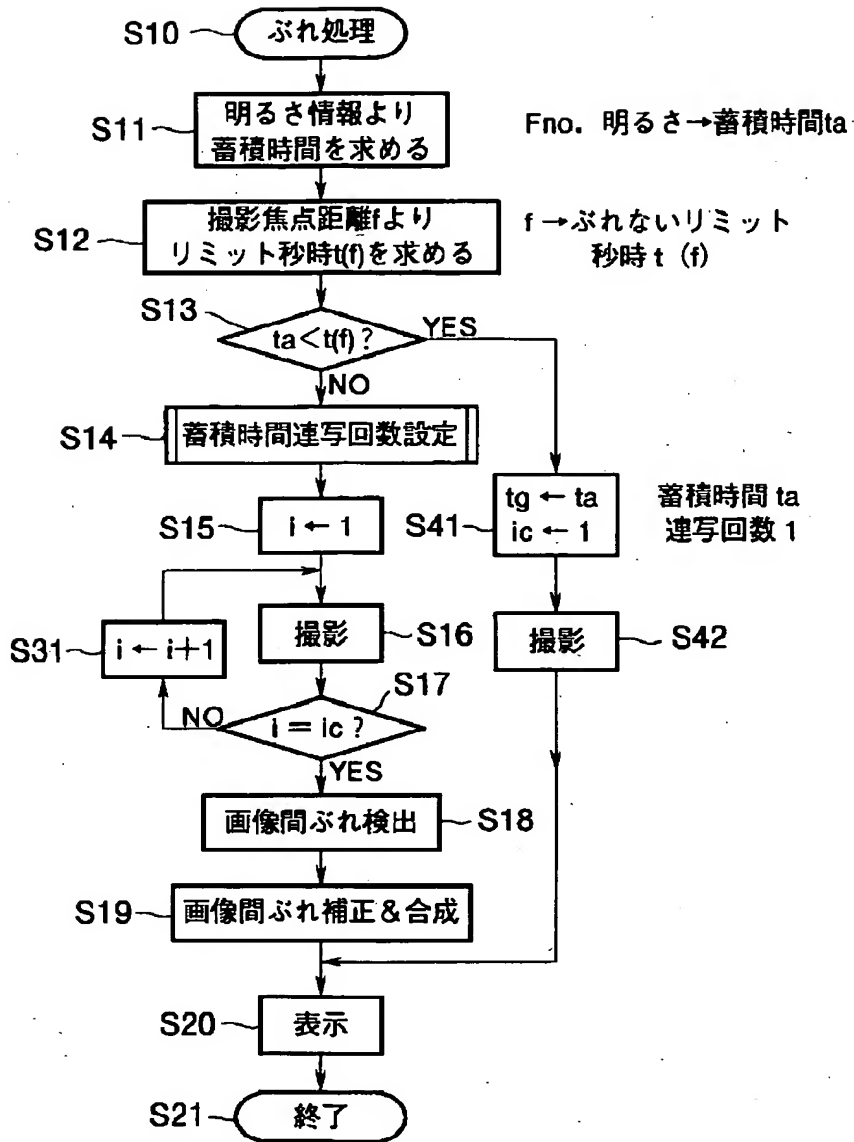 S10
ぶれ処理
S11
明るさ情報より
蓄積時間を求める
Fno. 明るさ→蓄積時間ta
S12
撮影焦点距離fより
リミット秒時t(f)を求める
f→ぶれないリミット
秒時t (f)
S13
ta<t(f)?
YES
NO
S14
蓄積時間連写回数設定
S15
i ← 1
S41
tg ← ta
ic ← 1
蓄積時間 ta
連写回数 1
S31
i ← i+1
撮影
S16
撮影
S42
S17
NO
i = ic ?
YES
画像間ぶれ検出
S18
S19
画像間ぶれ補正&合成
S20
表示
S21
終了